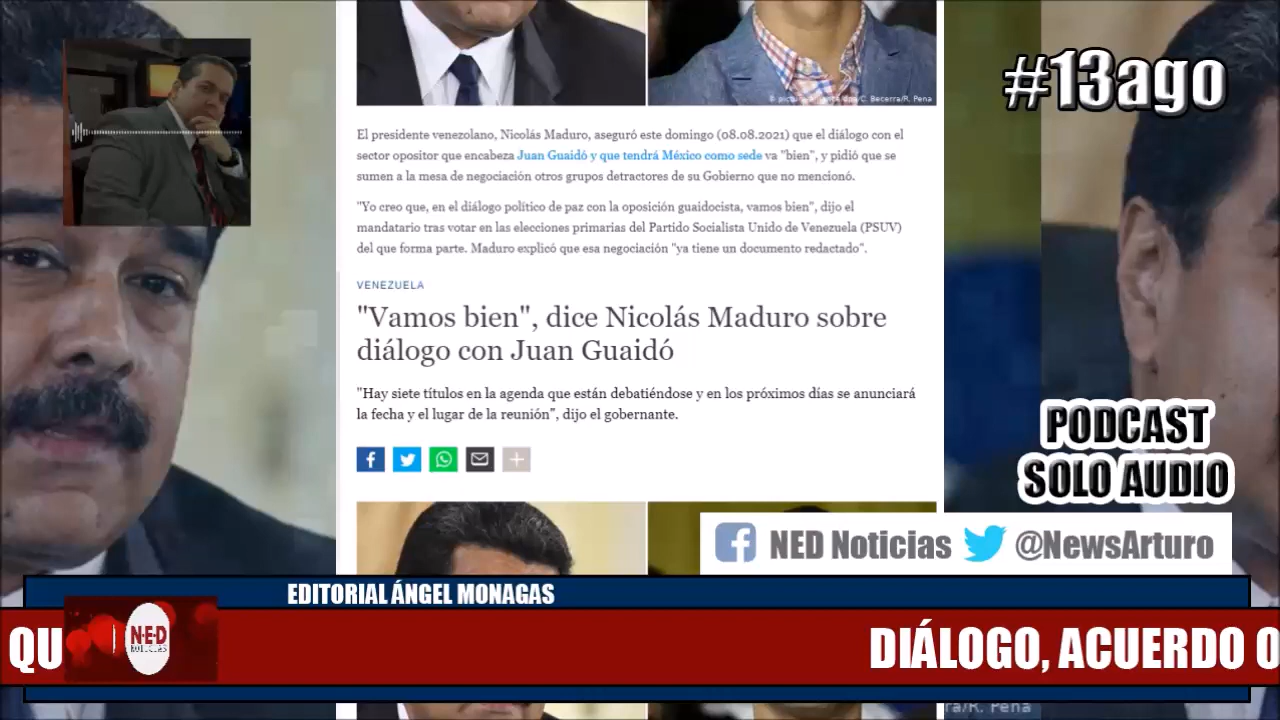 #13ago
© picture-alliance/dpa/C. Becerra/R. Pena
El presidente venezolano, Nicolás Maduro, aseguró este domingo (08.08.2021) que el diálogo con el
sector opositor que encabeza Juan Guaidó y que tendrá México como sede va "bien", y pidió que se
sumen a la mesa de negociación otros grupos detractores de su Gobierno que no mencionó.
"Yo creo que, en el diálogo político de paz con la oposición guaidocista, vamos bien", dijo el
mandatario tras votar en las elecciones primarias del Partido Socialista Unido de Venezuela (PSUV)
del que forma parte. Maduro explicó que esa negociación "ya tiene un documento redactado".
VENEZUELA
"Vamos bien", dice Nicolás Maduro sobre
diálogo con Juan Guaidó
"Hay siete títulos en la agenda que están debatiéndose y en los próximos días se anunciará
la fecha y el lugar de la reunión", dijo el gobernante.
PODCAST
SOLO AUDIO
NED Noticias @NewsArturo
EDITORIAL ÁNGEL MONAGAS
QU
N·E·D
NOTICIAS
DIÁLOGO, ACUERDO O
ra/R. Pena